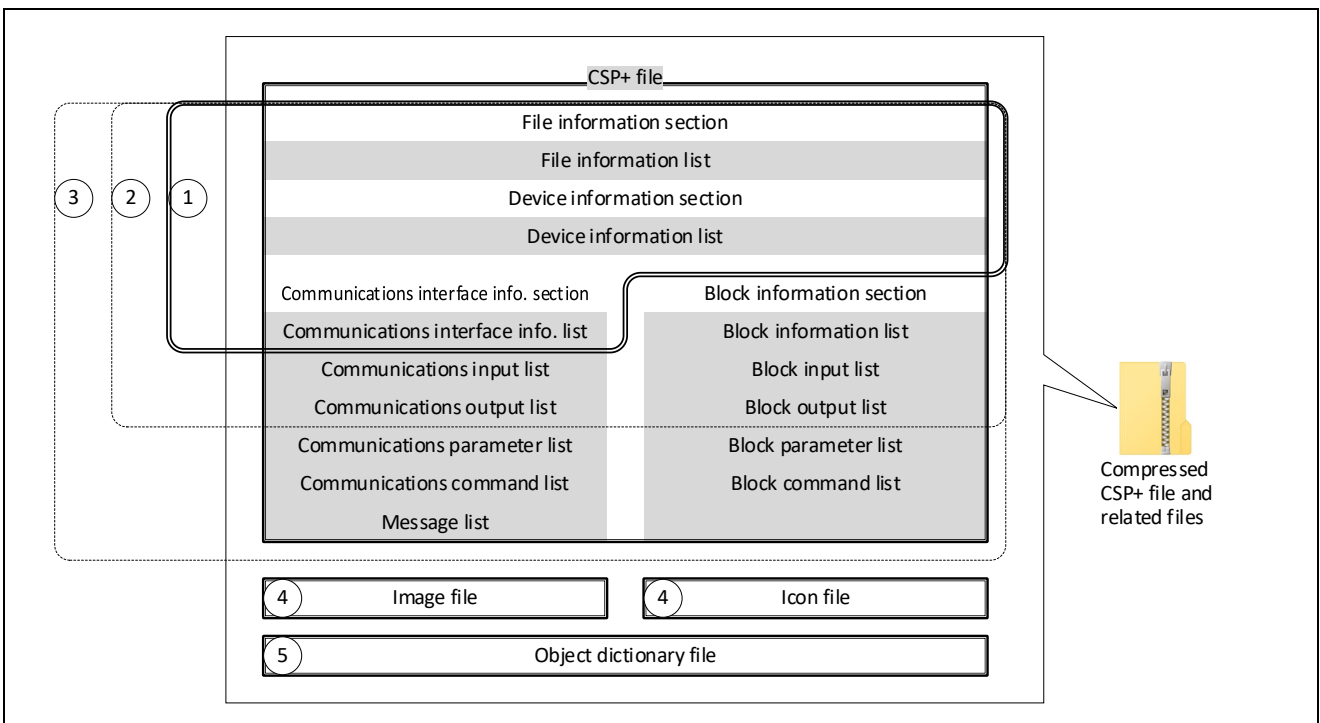 CSP+ file
File information section
File information list
3
2
1
Device information section
Device information list
Communications interface info. section
Block information section
Communications interface info. list
Block information list
Communications input list
Block input list
Communications output list
Block output list
Communications parameter list
Block parameter list
Communications command list
Block command list
Message list
Compressed
CSP+ file and
related files
4
Image file
4
Icon file
5
Object dictionary file